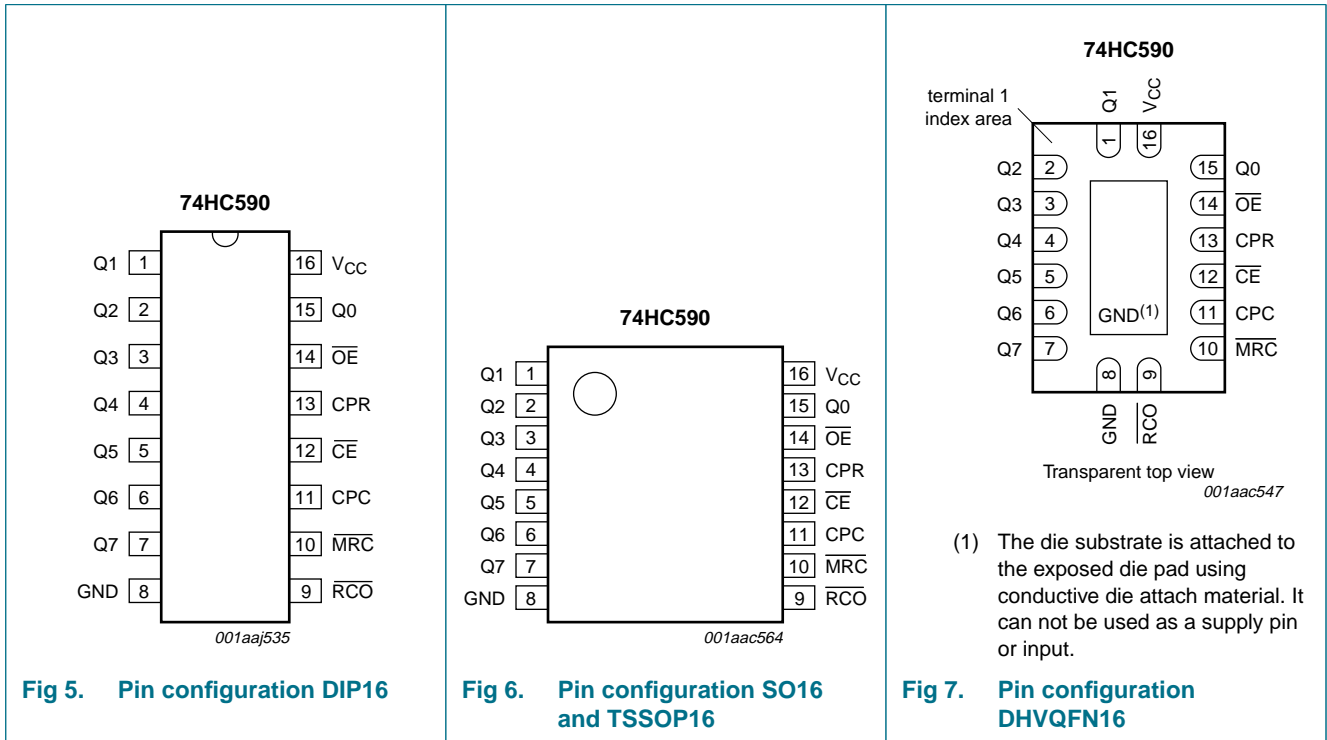 74HC590
Q1 1
16 VCC
Q2 2
15 Q0
Q3 3
14 OE
Q4 4
13 CPR
Q5 5
12 CE
Q6 6
11 CPC
Q7 7
10 MRC
GND 8
9 RCO
001aaj535
Fig 5. Pin configuration DIP16
74HC590
Q1 1
16 VCC
Q2 2
15 Q0
Q3 3
14 OE
Q4 4
13 CPR
Q5 5
12 CE
Q6 6
11 CPC
Q7 7
10 MRC
GND 8
9 RCO
001aac564
Fig 6. Pin configuration SO16
and TSSOP16
74HC590
terminal 1
index area
Q1
VCC
1
16
Q2 2
15 Q0
Q3 3
14 OE
Q4 4
13 CPR
Q5 5
12 CE
Q6 6
GND(1)
11 CPC
Q7 7
10 MRC
8
9
GND
RCO
Transparent top view
001aac547
(1) The die substrate is attached to
the exposed die pad using
conductive die attach material. It
can not be used as a supply pin
or input.
Fig 7. Pin configuration
DHVQFN16